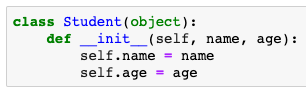 class Student(object):
    def __init__(self, name, age):
        self.name = name
        self.age = age